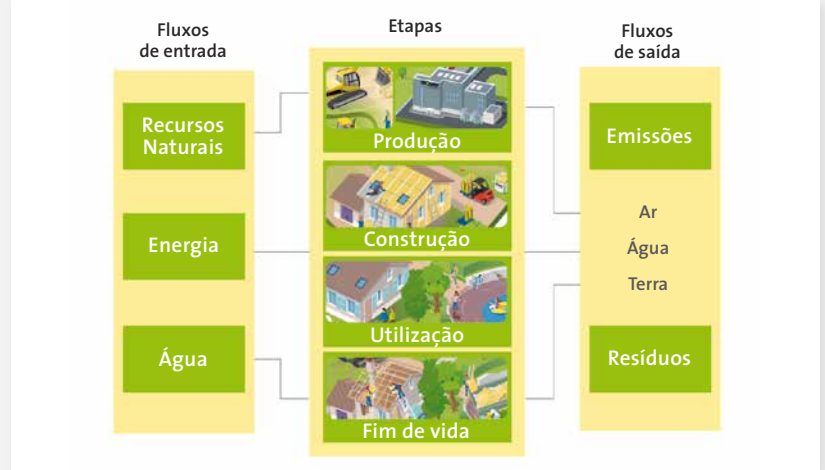 Fluxos
de entrada
Recursos
Naturais
Energia
Água
Etapas
Produção
Construção
Utilização
Fim de vida
Fluxos
de saída
Emissões
Ar
Água
Terra
Resíduos